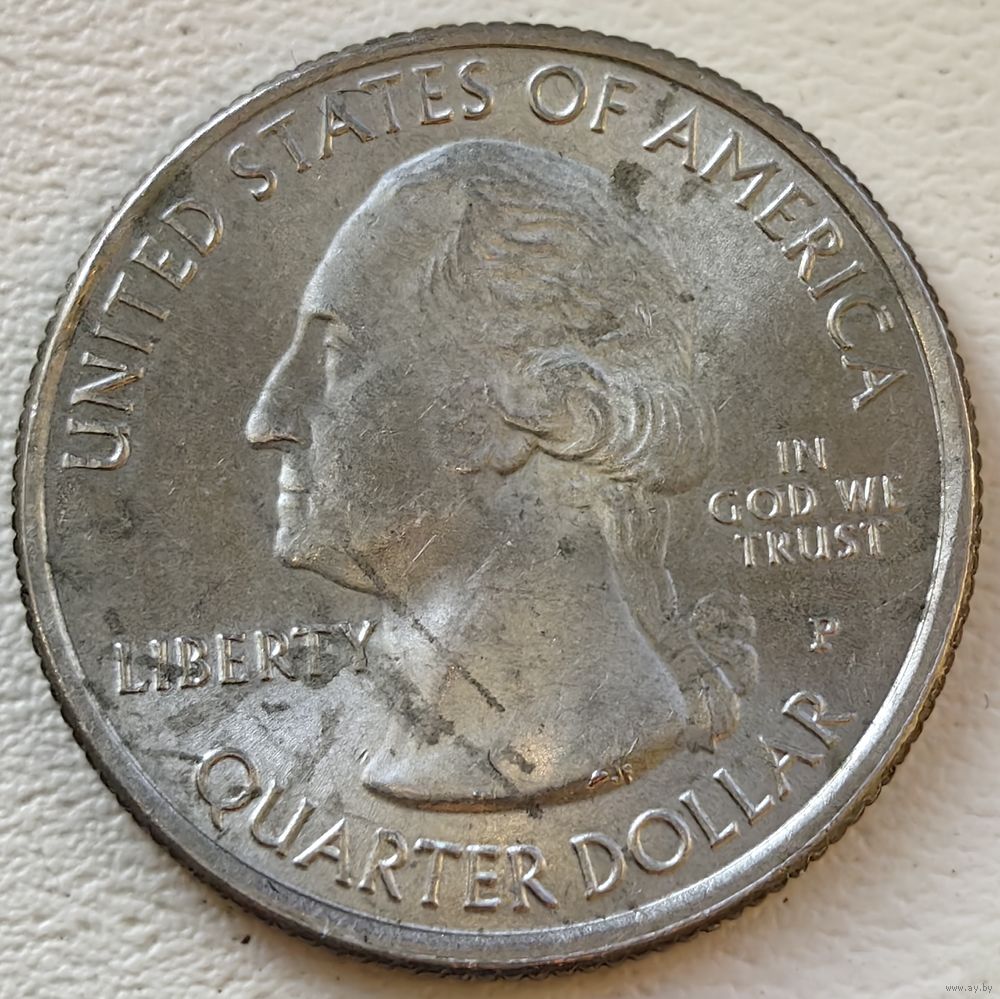 UNITED STATES OF AMERICA
IN
GOD WE
TRUST
LIBERTY
P
QUARTER DOLLAR
www.ay.by